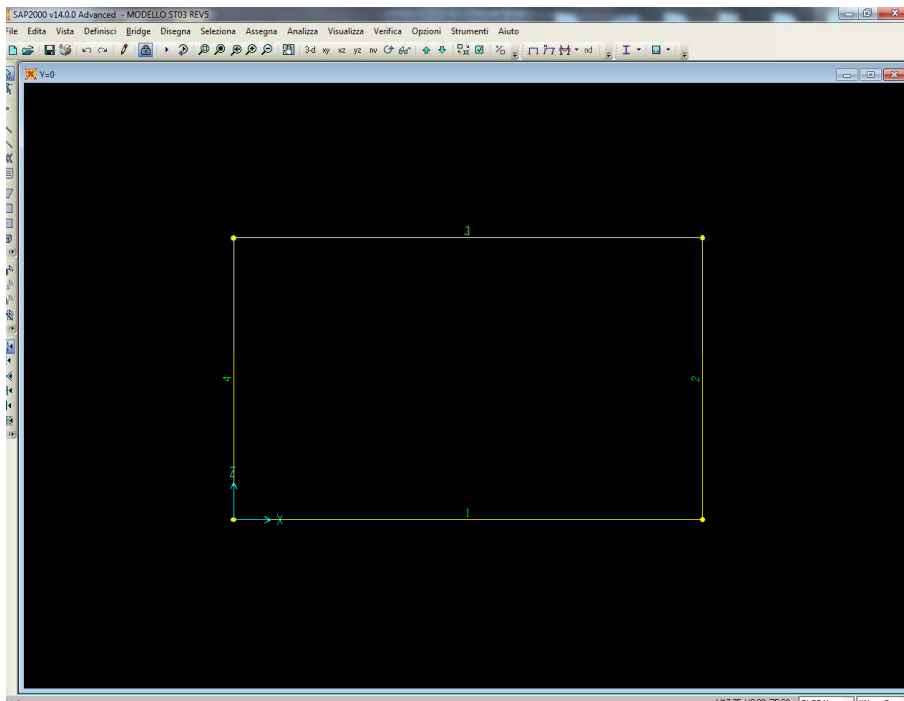 SAP2000 v14.0.0 Advanced - MODELLO ST03 REV5
File Edita Vista Definisci Bridge Disegna Seleziona Assegna Analizza Visualizza Verifica Opzioni Strumenti Aiuto
3-d xy xz yz nv nd
Y=0
3
4 2
Z
X
1